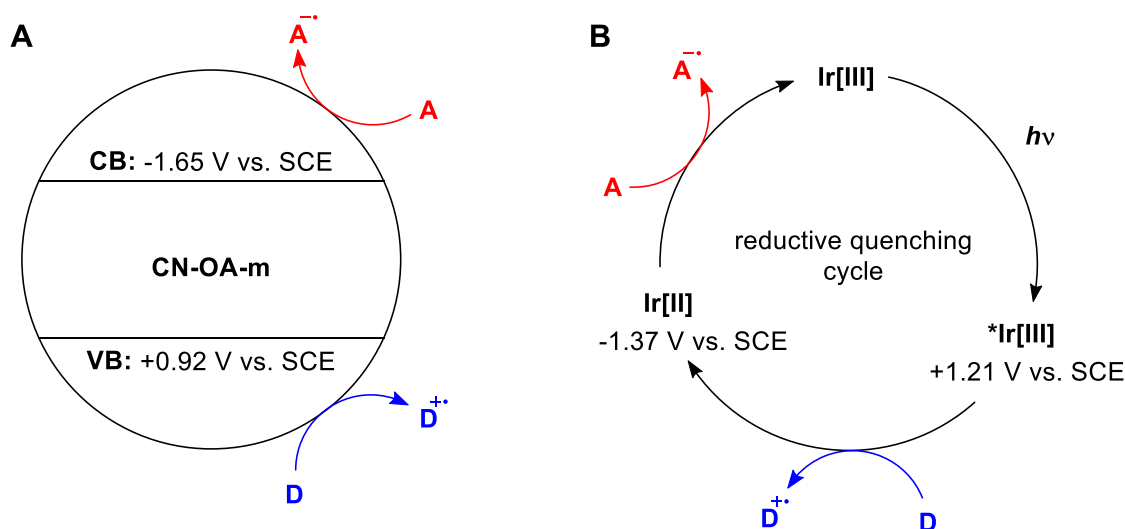 A
A⁻•
A
CB: -1.65 V vs. SCE
CN-OA-m
VB: +0.92 V vs. SCE
D⁺•
D
B
Ir[III]
A⁻•
hν
A
reductive quenching
cycle
Ir[II]
-1.37 V vs. SCE
*Ir[III]
+1.21 V vs. SCE
D⁺•
D